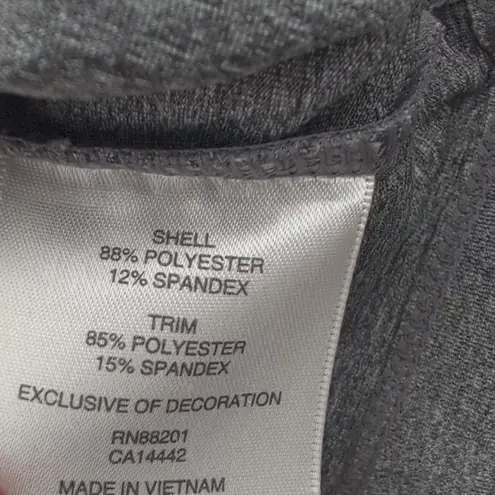 SHELL
88% POLYESTER
12% SPANDEX
TRIM
85% POLYESTER
15% SPANDEX
EXCLUSIVE OF DECORATION
RN88201
CA14442
MADE IN VIETNAM